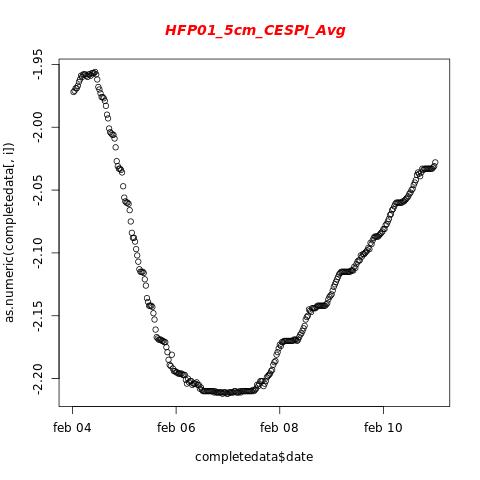 HFP01_5cm_CESPI_Avg
as.numeric(completedata[, i])
-1.95
-2.00
-2.05
-2.10
-2.15
-2.20
feb 04
feb 06
feb 08
feb 10
completedata$date